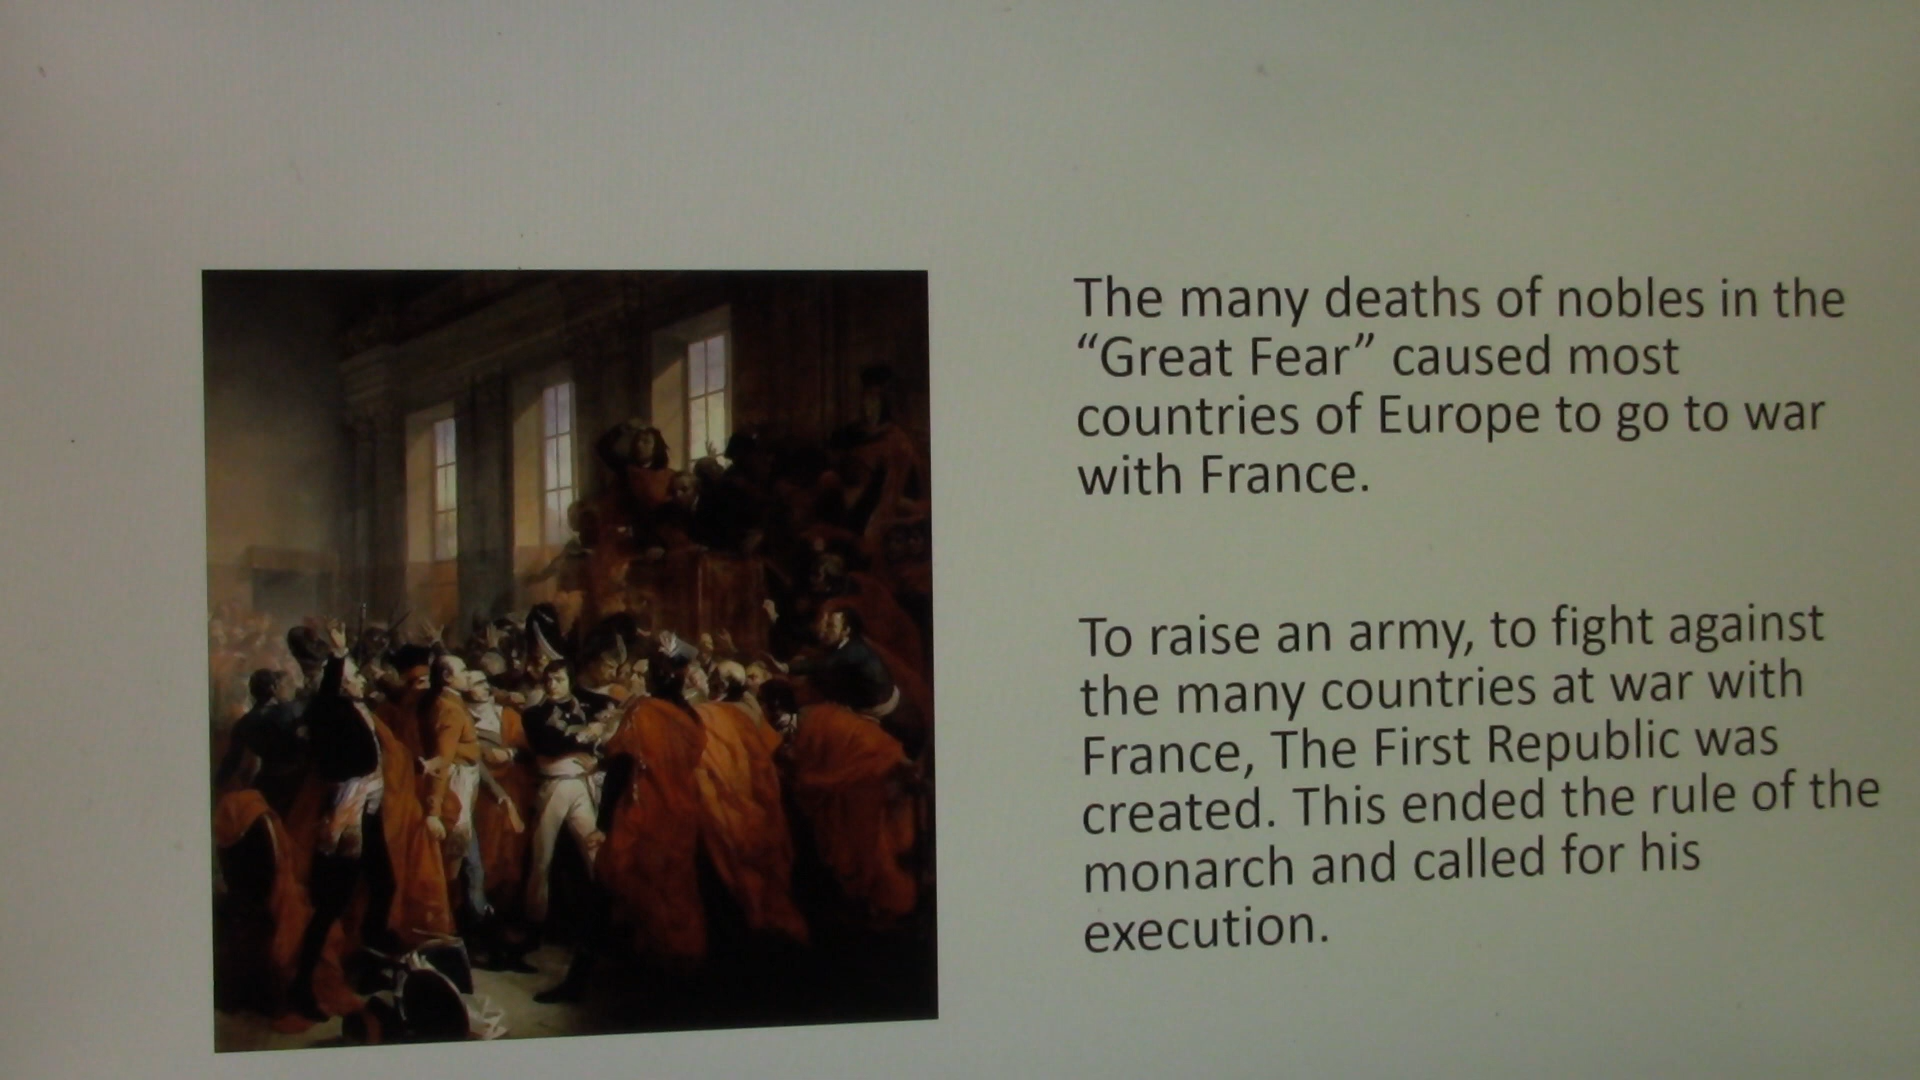 The many deaths of nobles in the
“Great Fear” caused most
countries of Europe to go to war
with France.
To raise an army, to fight against
the many countries at war with
France, The First Republic was
created. This ended the rule of the
monarch and called for his
execution.